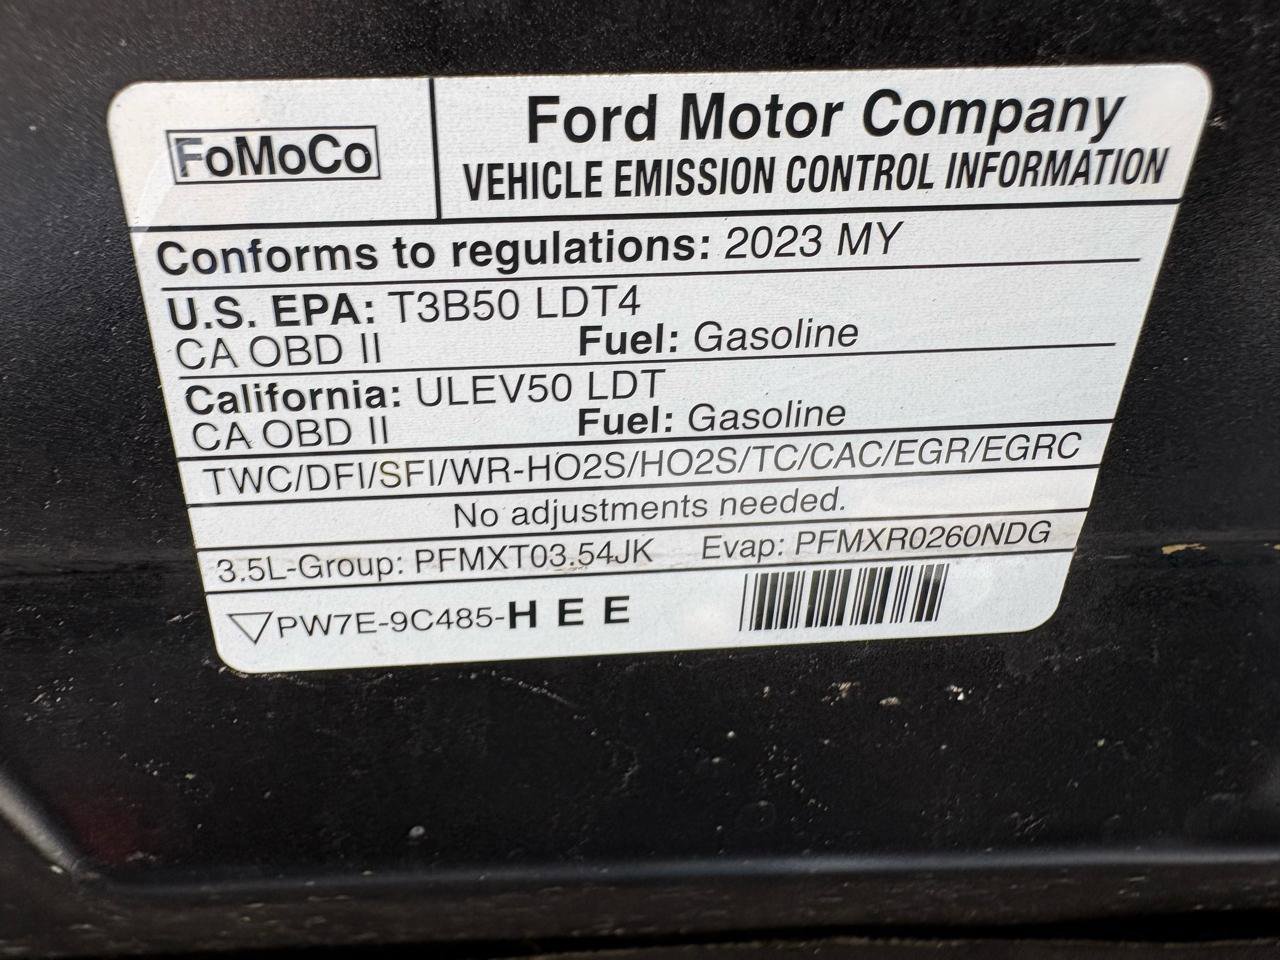 FoMoCo
Ford Motor Company
VEHICLE EMISSION CONTROL INFORMATION
Conforms to regulations: 2023 MY
U.S. EPA: T3B50 LDT4
CA OBD II Fuel: Gasoline
California: ULEV50 LDT
CA OBD II Fuel: Gasoline
TWC/DFI/SFI/WR-HO2S/HO2S/TC/CAC/EGR/EGRC
No adjustments needed.
3.5L-Group: PFMXT03.54JK Evap: PFMXR0260NDG
PW7E-9C485-HEE